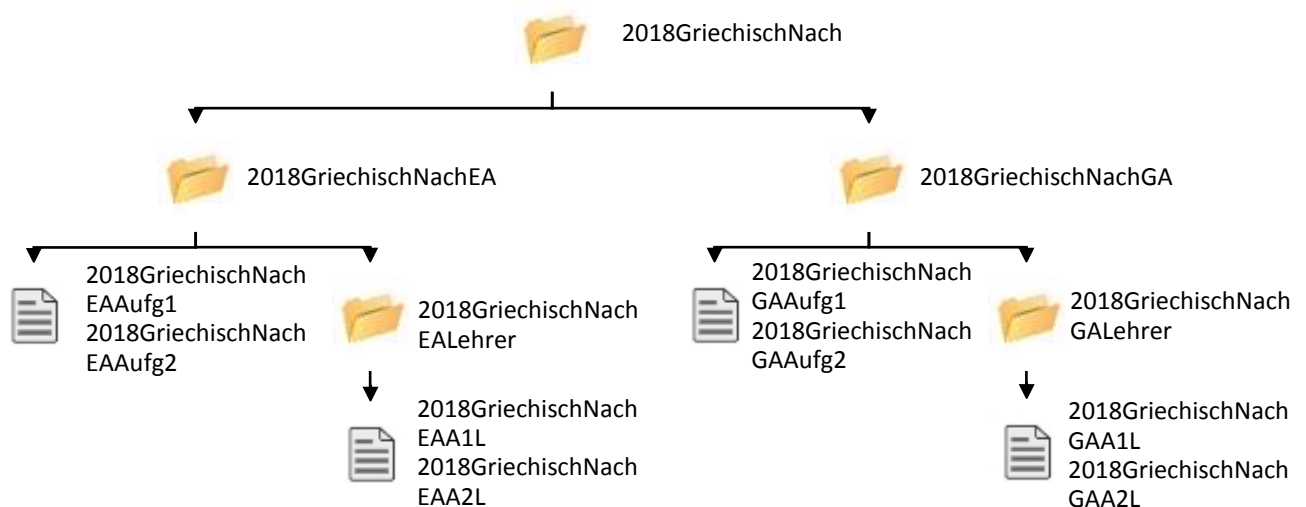 2018GriechischNach
2018GriechischNachEA
2018GriechischNachGA
2018GriechischNach
EAAufg1
2018GriechischNach
EAAufg2
2018GriechischNach
EALehrer
2018GriechischNach
GAAufg1
2018GriechischNach
GAAufg2
2018GriechischNach
GALehrer
2018GriechischNach
EAA1L
2018GriechischNach
EAA2L
2018GriechischNach
GAA1L
2018GriechischNach
GAA2L